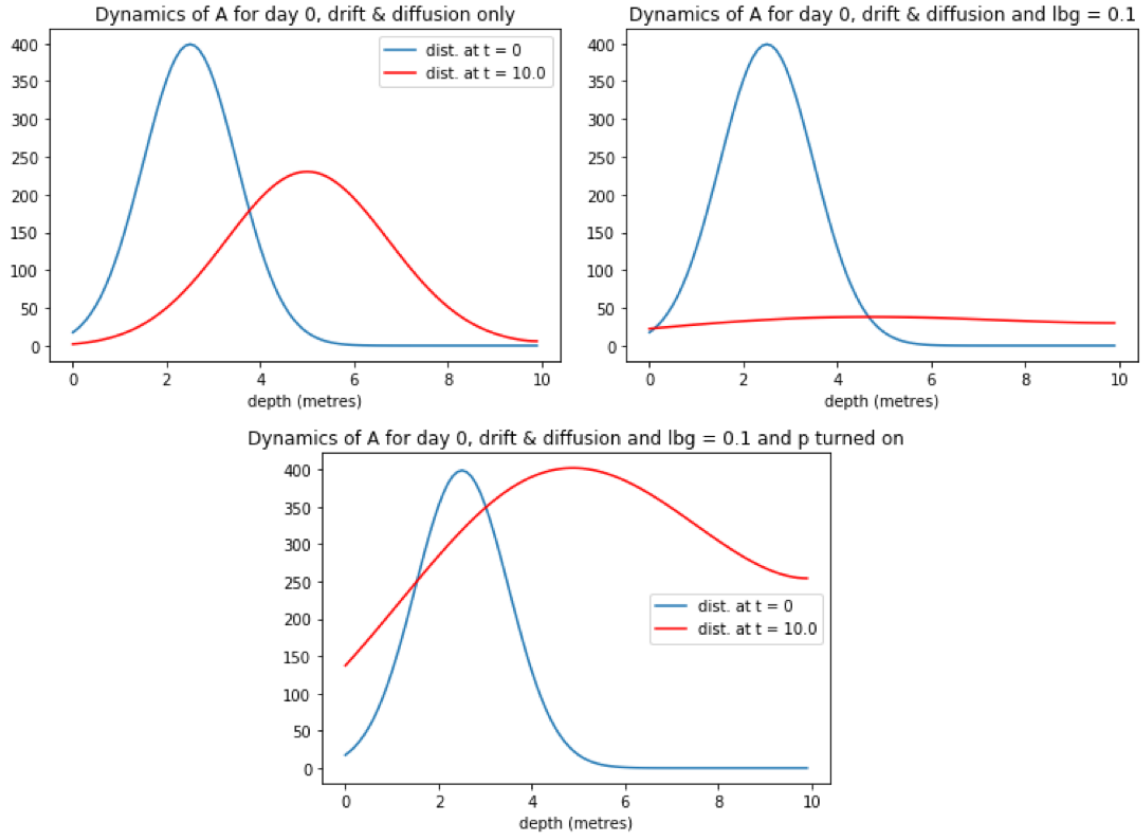 Dynamics of A for day 0, drift & diffusion only
400
350
300
250
200
150
100
50
0
dist. at t = 0
dist. at t = 10.0
0 2 4 6 8 10
depth (metres)
Dynamics of A for day 0, drift & diffusion and lbg = 0.1
400
350
300
250
200
150
100
50
0
0 2 4 6 8 10
depth (metres)
Dynamics of A for day 0, drift & diffusion and lbg = 0.1 and p turned on
400
350
300
250
200
150
100
50
0
dist. at t = 0
dist. at t = 10.0
0 2 4 6 8 10
depth (metres)